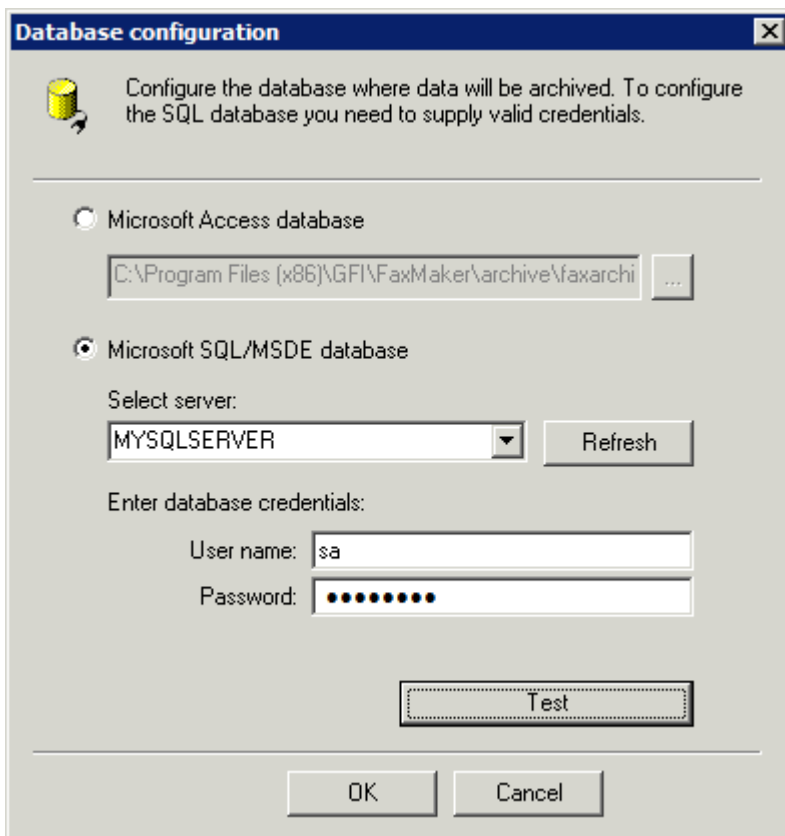 Database configuration
Configure the database where data will be archived. To configure
the SQL database you need to supply valid credentials.
Microsoft Access database
C:\Program Files (x86)\GFI\FaxMaker\archive\faxarchi
...
Microsoft SQL/MSDE database
Select server:
MYSQLSERVER
Refresh
Enter database credentials:
User name: sa
Password: ●●●●●●●●
Test
OK Cancel